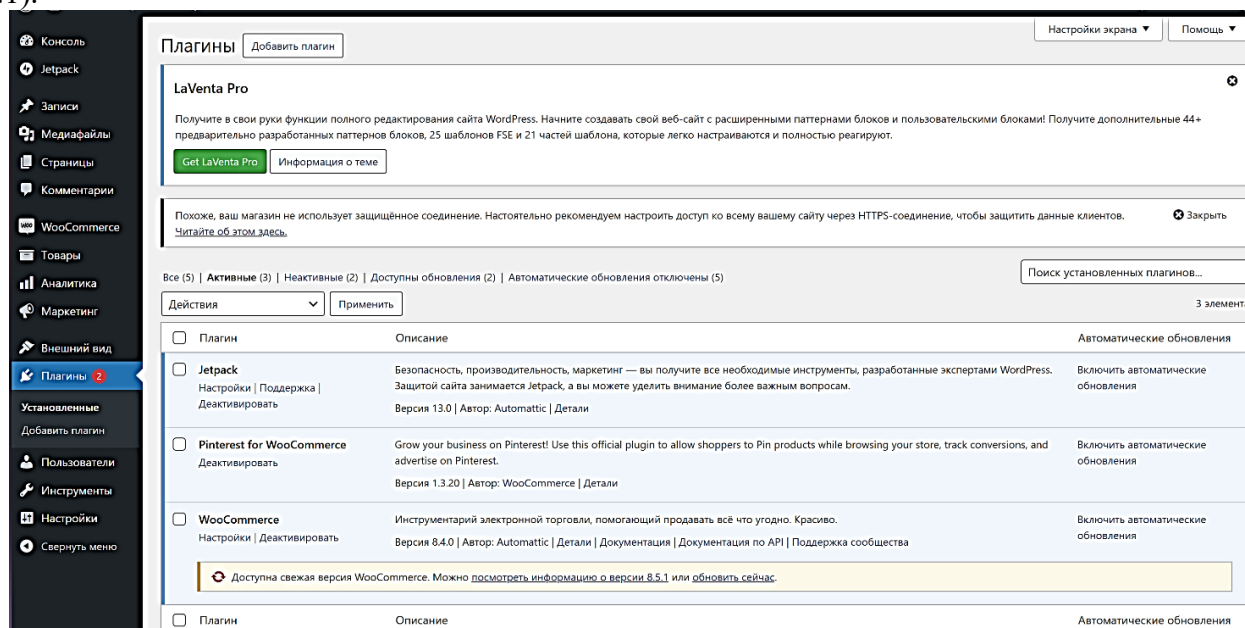 Консоль
Jetpack
Записи
Медиафайлы
Страницы
Комментарии
WooCommerce
Товары
Аналитика
Маркетинг
Внешний вид
Плагины 2
Установленные
Добавить плагин
Пользователи
Инструменты
Настройки
Свернуть меню
Настройки экрана
Помощь
Плагины
Добавить плагин
LaVenta Pro
Получите в свои руки функции полного редактирования сайта WordPress. Начните создавать свой веб-сайт с расширенными паттернами блоков и пользовательскими блоками! Получите дополнительные 44+
предварительно разработанных паттернов блоков, 25 шаблонов FSE и 21 частей шаблона, которые легко настраиваются и полностью реагируют.
Get LaVenta Pro
Информация о теме
Похоже, ваш магазин не использует защищённое соединение. Настоятельно рекомендуем настроить доступ ко всему вашему сайту через HTTPS-соединение, чтобы защитить данные клиентов.
Читайте об этом здесь.
Закрыть
Все (5) | Активные (3) | Неактивные (2) | Доступны обновления (2) | Автоматические обновления отключены (5)
Поиск установленных плагинов...
Действия
Применить
3 элемент
Плагин Описание Автоматические обновления
Jetpack
Настройки | Поддержка |
Деактивировать
Безопасность, производительность, маркетинг — вы получите все необходимые инструменты, разработанные экспертами WordPress.
Защитой сайта занимается Jetpack, а вы можете уделить внимание более важным вопросам.
Версия 13.0 | Автор: Automattic | Детали
Включить автоматические
обновления
Pinterest for WooCommerce
Деактивировать
Grow your business on Pinterest! Use this official plugin to allow shoppers to Pin products while browsing your store, track conversions, and
advertise on Pinterest.
Версия 1.3.20 | Автор: WooCommerce | Детали
Включить автоматические
обновления
WooCommerce
Настройки | Деактивировать
Инструментарий электронной торговли, помогающий продавать всё что угодно. Красиво.
Версия 8.4.0 | Автор: Automattic | Детали | Документация | Документация по API | Поддержка сообщества
Включить автоматические
обновления
Доступна свежая версия WooCommerce. Можно посмотреть информацию о версии 8.5.1 или обновить сейчас.
Плагин Описание Автоматические обновления